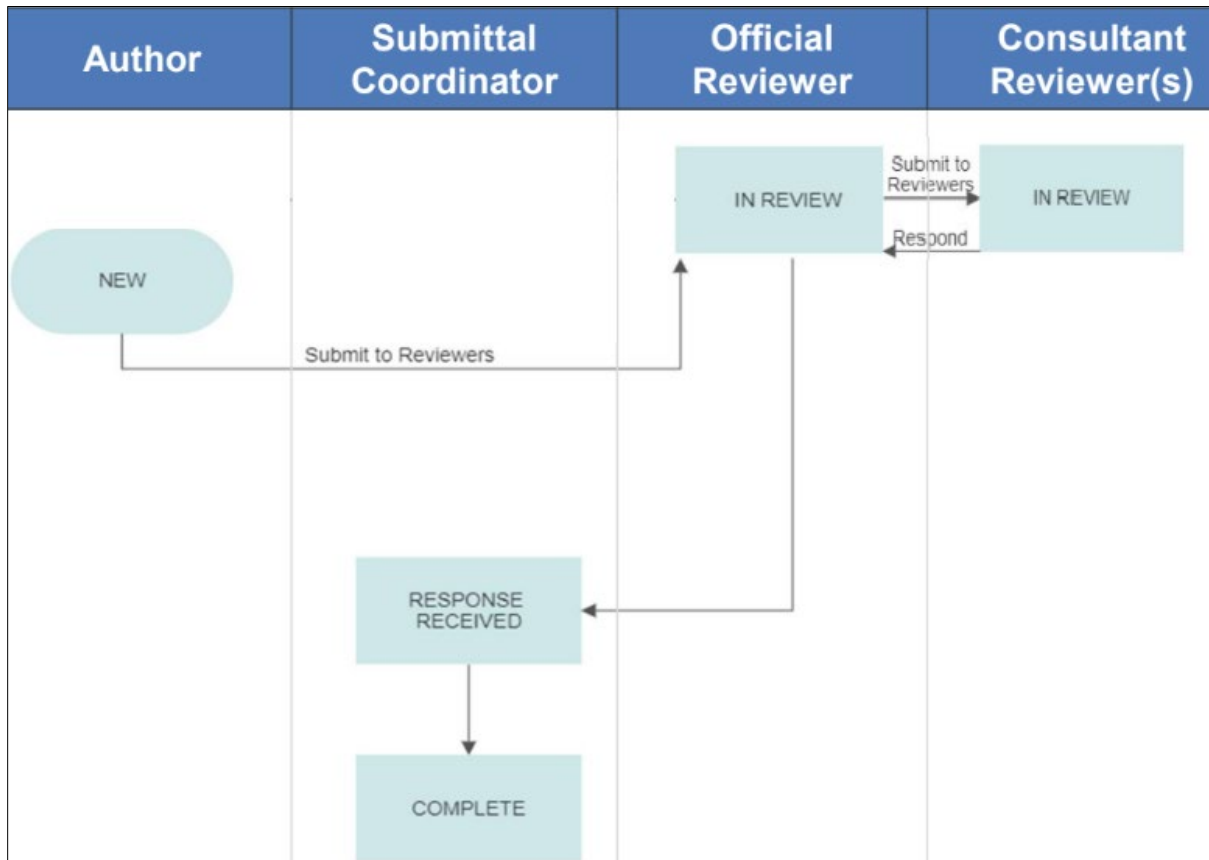 Author
Submittal
Coordinator
Official
Reviewer
Consultant
Reviewer(s)
Submit to
Reviewers
IN REVIEW
IN REVIEW
Respond
NEW
Submit to Reviewers
RESPONSE
RECEIVED
COMPLETE